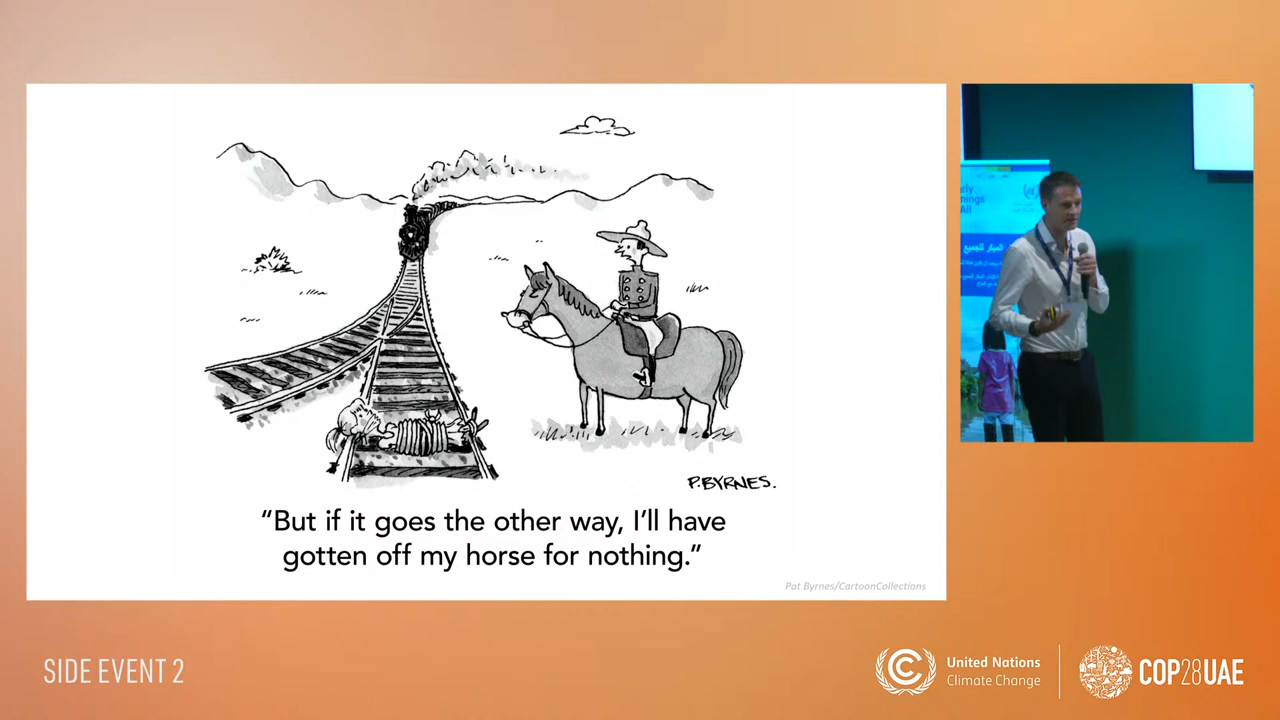 P. BYRNES.
“But if it goes the other way, I’ll have
gotten off my horse for nothing.”
Pat Byrnes/CartoonCollections
All
SIDE EVENT 2
United Nations
Climate Change
COP28UAE